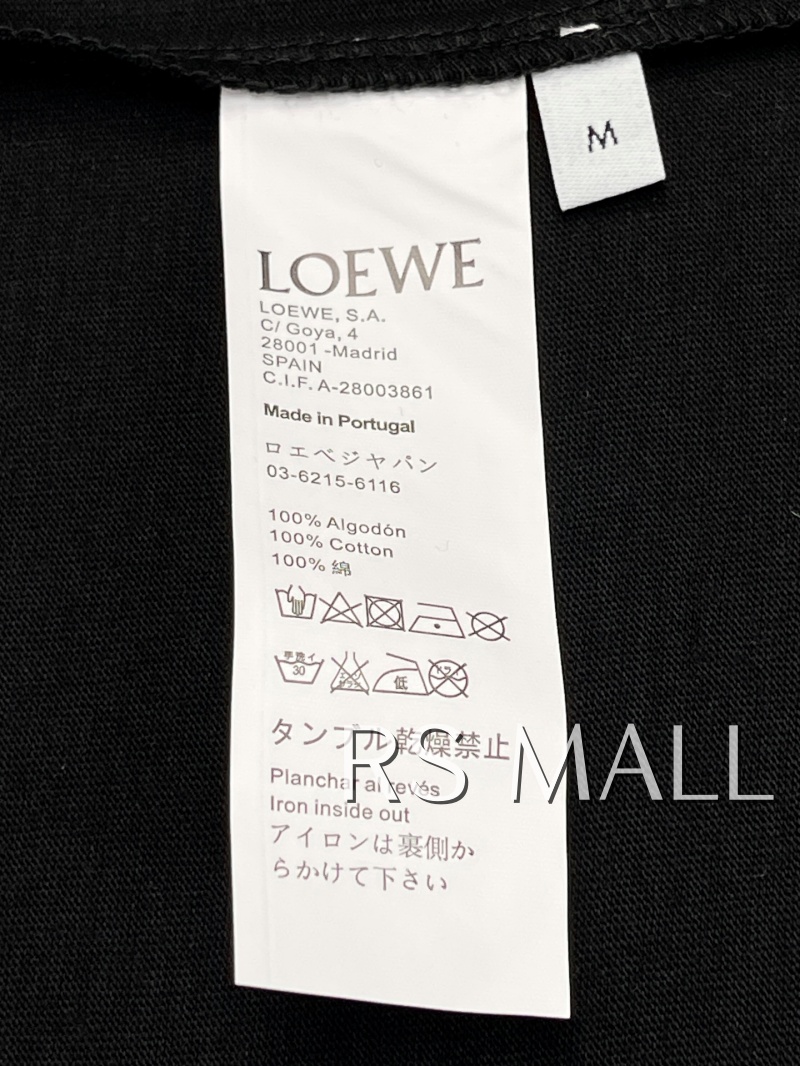 M
LOEWE
LOEWE, S.A.
C/ Goya, 4
28001 -Madrid
SPAIN
C.I.F. A-28003861
Made in Portugal
ロエベジャパン
03-6215-6116
100% Algodón
100% Cotton
100% 綿
手洗イ
30
低
ドライ
タンブル乾燥禁止
RS MALL
Planchar al revés
Iron inside out
アイロンは裏側か
らかけて下さい